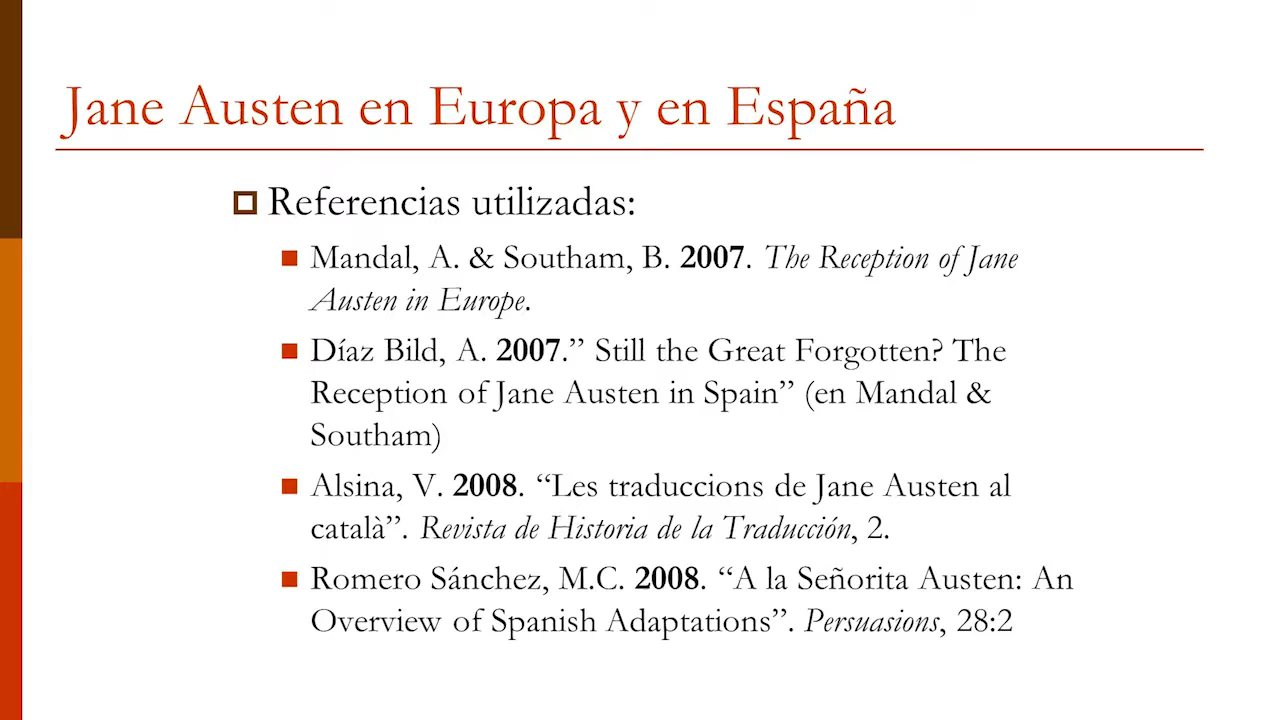 Jane Austen en Europa y en España
Referencias utilizadas:
Mandal, A. & Southam, B. 2007. The Reception of Jane
Austen in Europe.
Díaz Bild, A. 2007.” Still the Great Forgotten? The
Reception of Jane Austen in Spain” (en Mandal &
Southam)
Alsina, V. 2008. “Les traduccions de Jane Austen al
català”. Revista de Historia de la Traducción, 2.
Romero Sánchez, M.C. 2008. “A la Señorita Austen: An
Overview of Spanish Adaptations”. Persuasions, 28:2